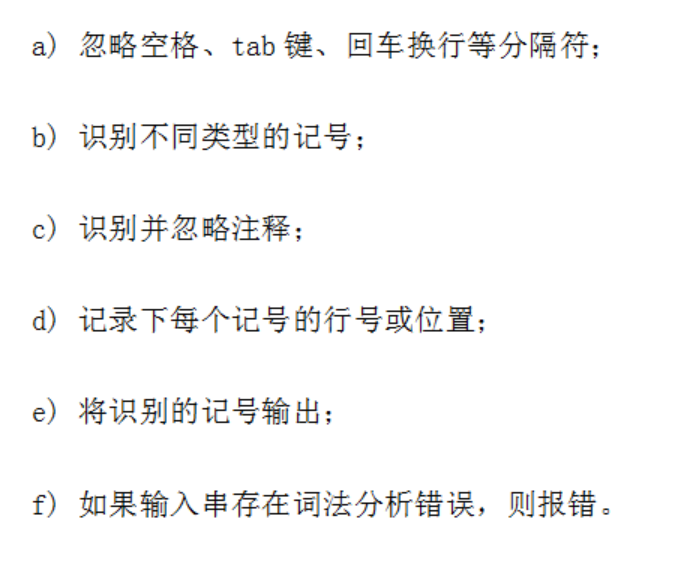 a) 忽略空格、tab 键、回车换行等分隔符；
b) 识别不同类型的记号；
c) 识别并忽略注释；
d) 记录下每个记号的行号或位置；
e) 将识别的记号输出；
f) 如果输入串存在词法分析错误，则报错。